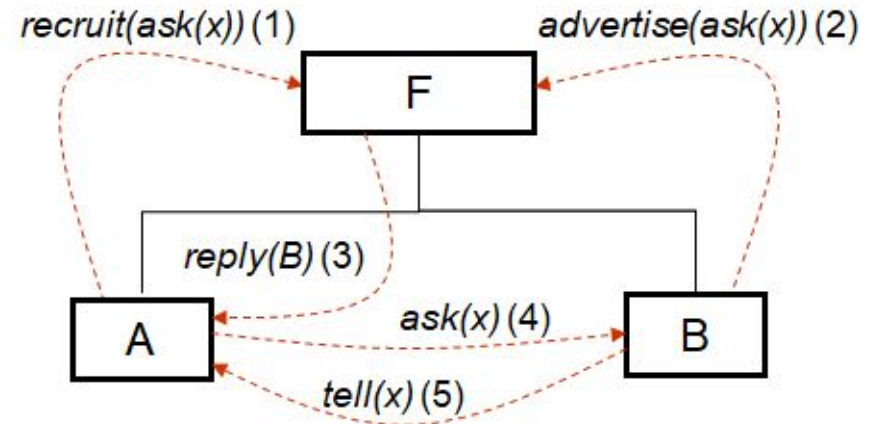 recruit(ask(x)) (1)
advertise(ask(x)) (2)
F
reply(B) (3)
ask(x) (4)
A
B
tell(x) (5)